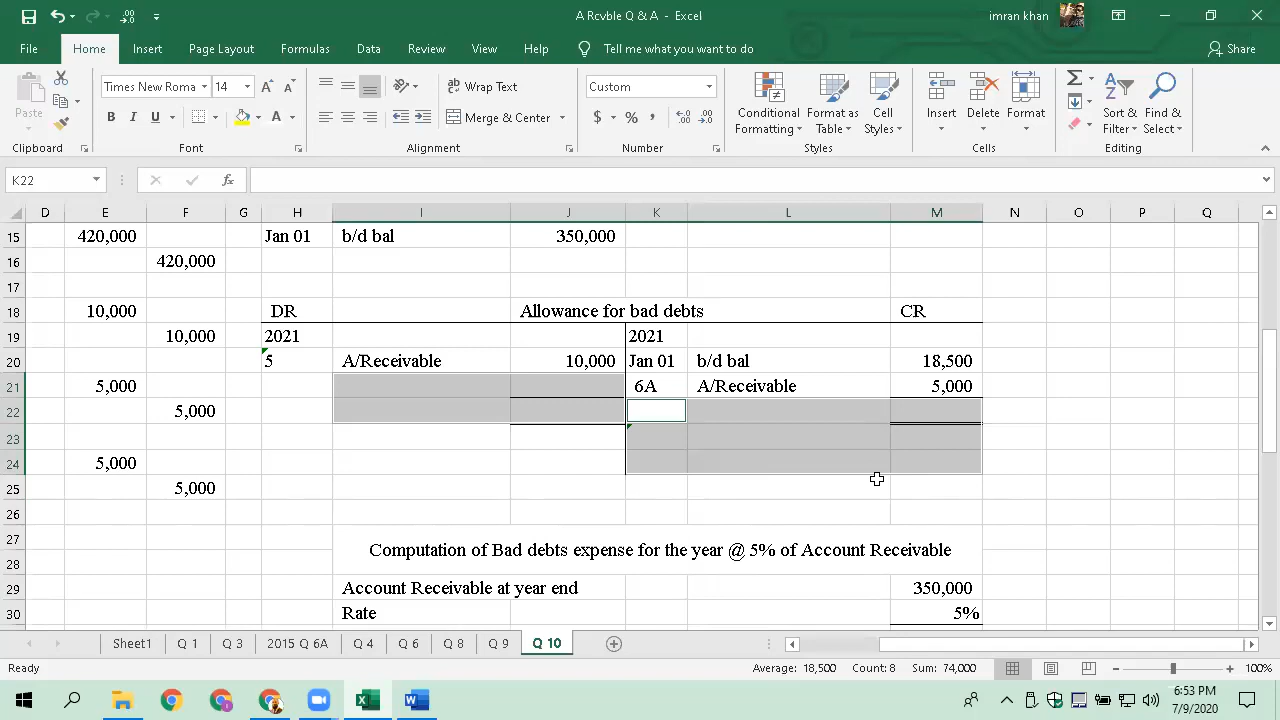 A Rcvble Q & A - Excel
imran khan
File Home Insert Page Layout Formulas Data Review View Help Tell me what you want to do Share
Paste
Times New Roma 14
Wrap Text
Custom
Merge & Center
$ % ,
Conditional Formatting
Format as Table
Cell Styles
Insert Delete Format
Sort & Filter
Find & Select
Clipboard Font Alignment Number Styles Cells Editing
K22
fx
D E F G H I J K L M N O P Q
15 420,000 Jan 01 b/d bal 350,000
16 420,000
17
18 10,000 DR Allowance for bad debts CR
19 10,000 2021 2021
20 5 A/Receivable 10,000 Jan 01 b/d bal 18,500
21 5,000 6A A/Receivable 5,000
22 5,000
23
24 5,000
25 5,000
26
27
Computation of Bad debts expense for the year @ 5% of Account Receivable
28
29 Account Receivable at year end 350,000
30 Rate 5%
Sheet1 Q 1 Q 3 2015 Q 6A Q 4 Q 6 Q 8 Q 9 Q 10
Ready Average: 18,500 Count: 8 Sum: 74,000 100%
6:53 PM
7/9/2020